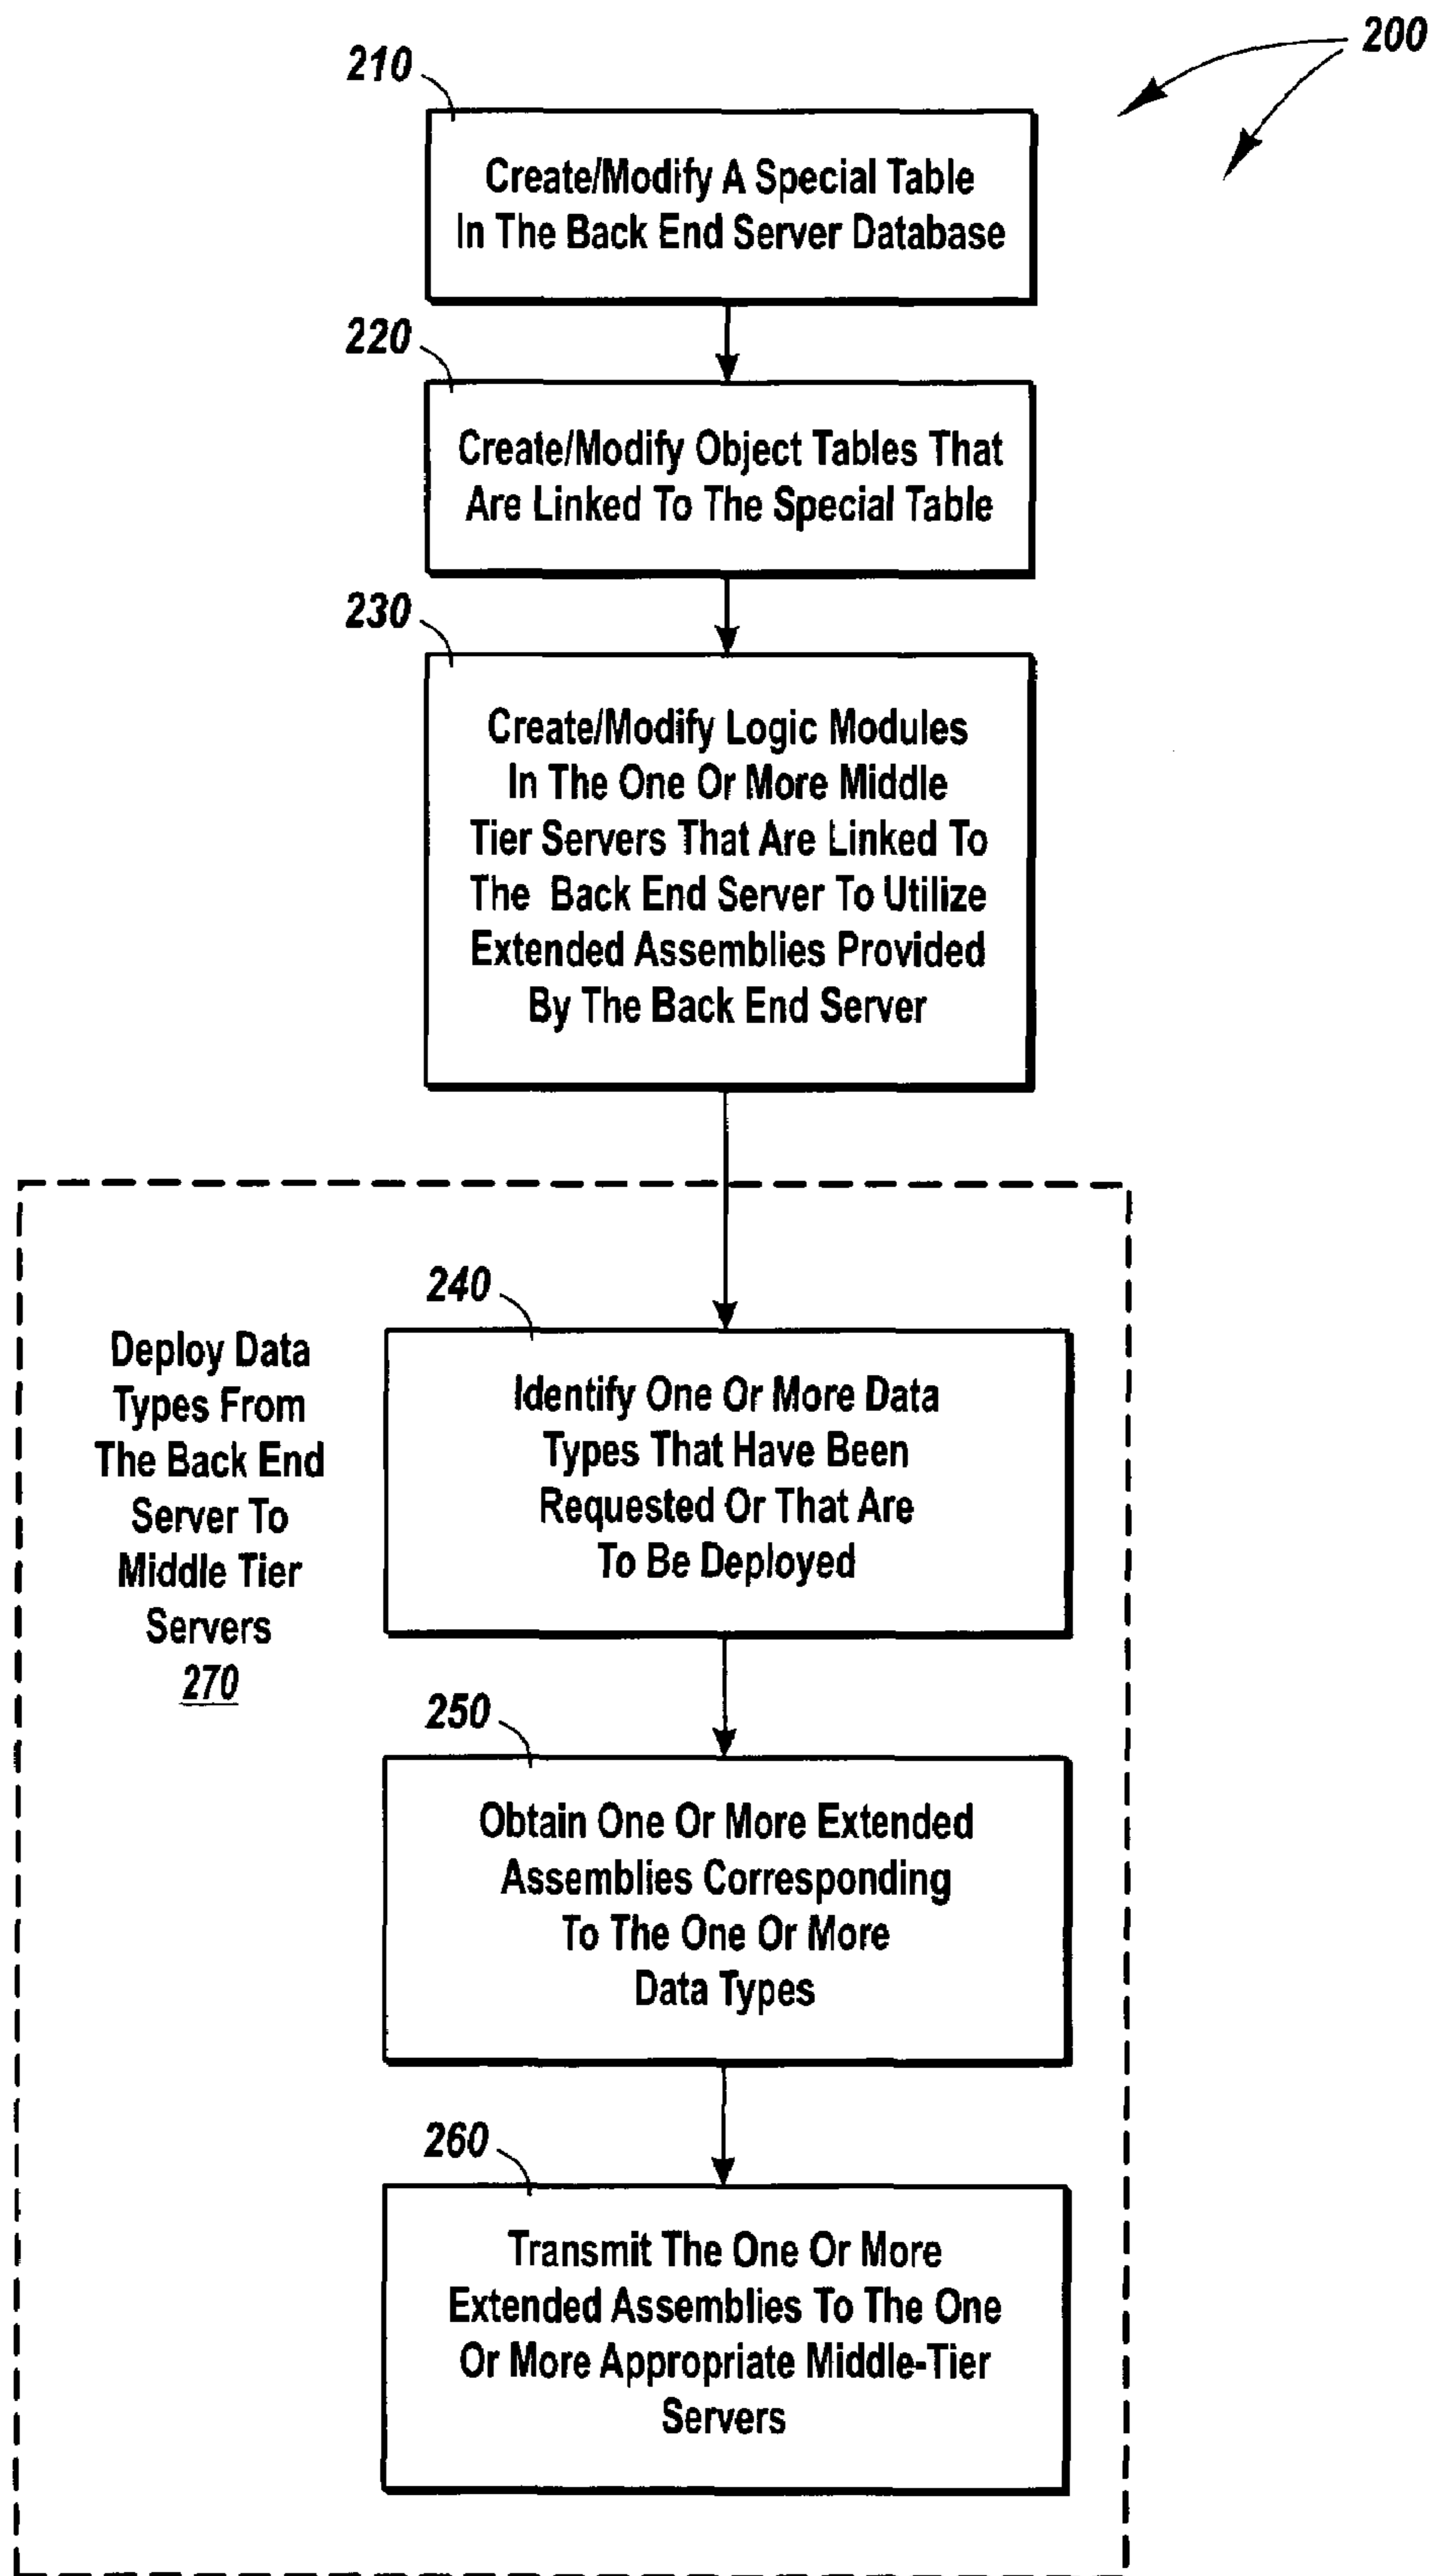 200
210
Create/Modify A Special Table
In The Back End Server Database
220
Create/Modify Object Tables That
Are Linked To The Special Table
230
Create/Modify Logic Modules
In The One Or More Middle
Tier Servers That Are Linked To
The Back End Server To Utilize
Extended Assemblies Provided
By The Back End Server
Deploy Data
Types From
The Back End
Server To
Middle Tier
Servers
270
240
Identify One Or More Data
Types That Have Been
Requested Or That Are
To Be Deployed
250
Obtain One Or More Extended
Assemblies Corresponding
To The One Or More
Data Types
260
Transmit The One Or More
Extended Assemblies To The One
Or More Appropriate Middle-Tier
Servers